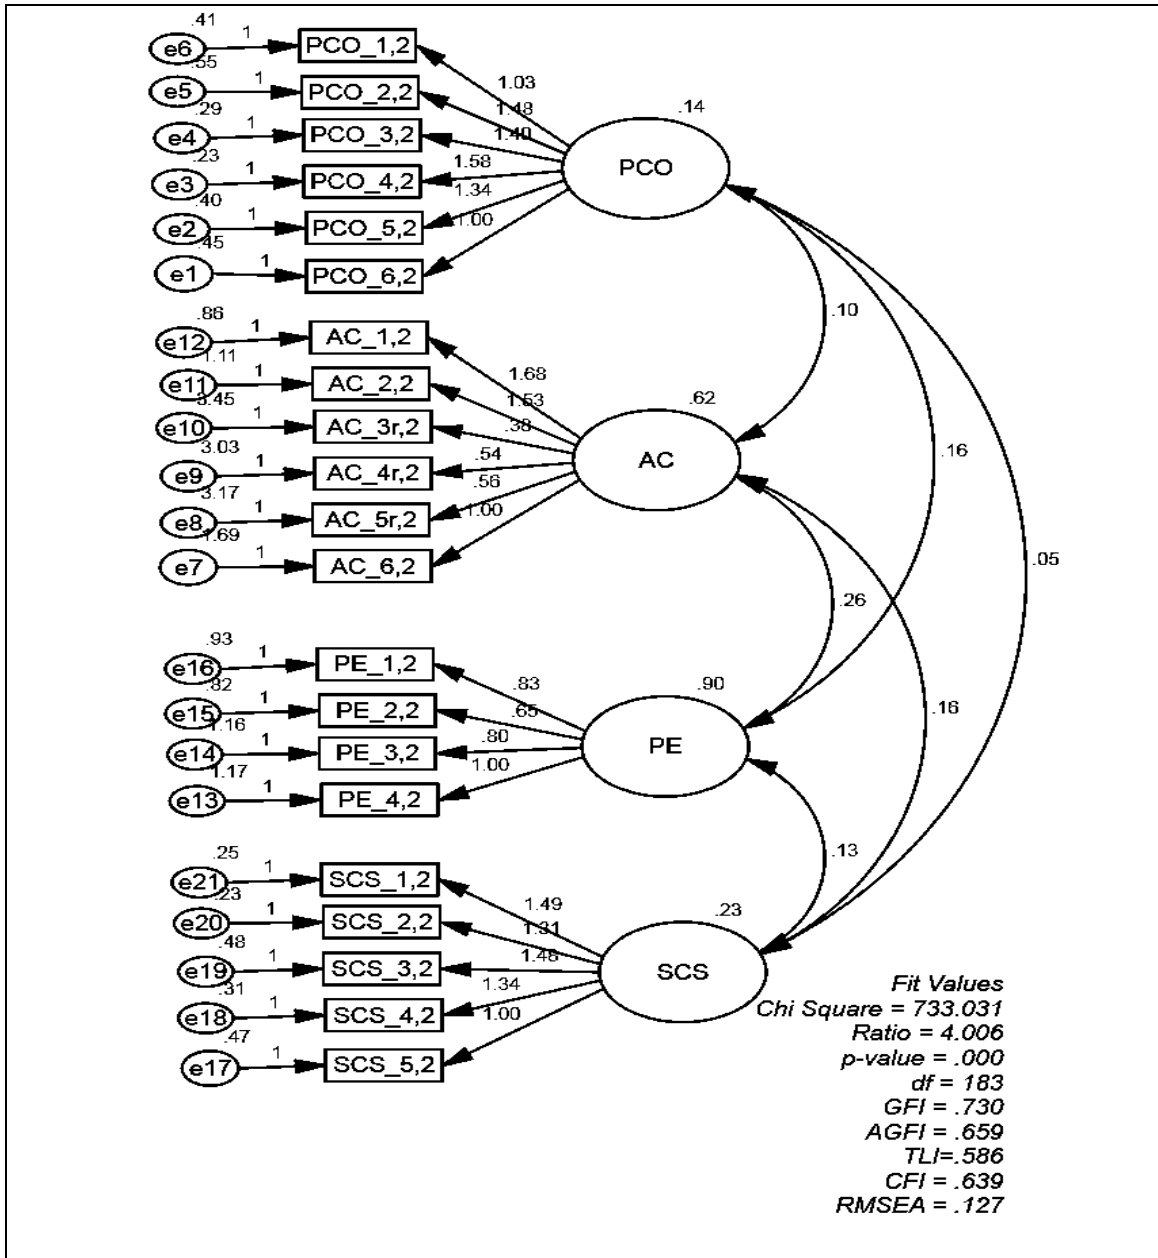 .41
e6 1 PCO_1,2
.55
e5 1 PCO_2,2
.29
e4 1 PCO_3,2
.23
e3 1 PCO_4,2
.40
e2 1 PCO_5,2
.45
e1 1 PCO_6,2
1.03
1.48
1.40
1.58
1.34
1.00
.14
PCO
.86
e12 1 AC_1,2
1.11
e11 1 AC_2,2
3.45
e10 1 AC_3r,2
3.03
e9 1 AC_4r,2
3.17
e8 1 AC_5r,2
1.69
e7 1 AC_6,2
1.68
1.53
.38
.54
.56
1.00
.62
AC
.93
e16 1 PE_1,2
.82
e15 1 PE_2,2
1.16
e14 1 PE_3,2
1.17
e13 1 PE_4,2
.83
.65
.80
1.00
.90
PE
.25
e21 1 SCS_1,2
.23
e20 1 SCS_2,2
.48
e19 1 SCS_3,2
.31
e18 1 SCS_4,2
.47
e17 1 SCS_5,2
1.49
1.31
1.48
1.34
1.00
.23
SCS
.10
.16
.05
.26
.16
.13
Fit Values
Chi Square = 733.031
Ratio = 4.006
p-value = .000
df = 183
GFI = .730
AGFI = .659
TLI=.586
CFI = .639
RMSEA = .127